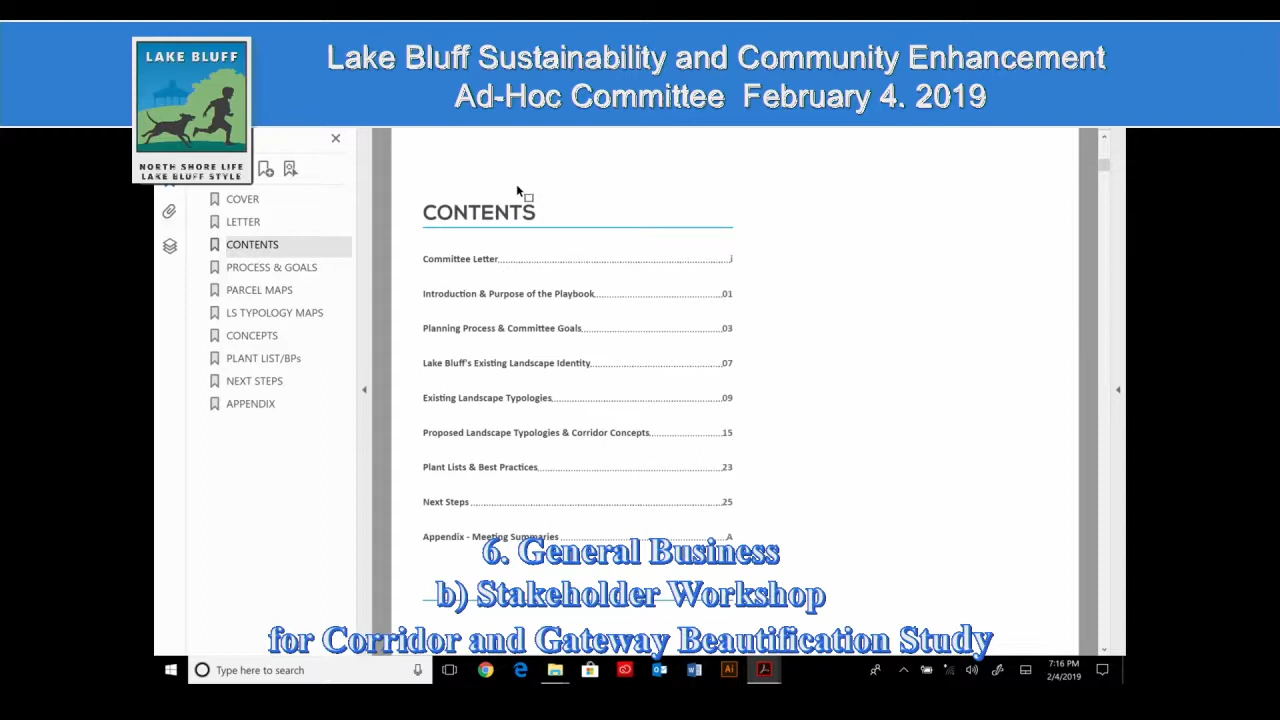 Lake Bluff Sustainability and Community Enhancement
Ad-Hoc Committee February 4. 2019
LAKE BLUFF
NORTH SHORE LIFE
LAKE BLUFF STYLE
COVER
LETTER
CONTENTS
PROCESS & GOALS
PARCEL MAPS
LS TYPOLOGY MAPS
CONCEPTS
PLANT LIST/BPs
NEXT STEPS
APPENDIX
CONTENTS
Committee Letter i
Introduction & Purpose of the Playbook 01
Planning Process & Committee Goals 03
Lake Bluff's Existing Landscape Identity 07
Existing Landscape Typologies 09
Proposed Landscape Typologies & Corridor Concepts 15
Plant Lists & Best Practices 23
Next Steps 25
Appendix - Meeting Summaries A
6. General Business
b) Stakeholder Workshop
for Corridor and Gateway Beautification Study
Type here to search
Ai
7:16 PM
2/4/2019